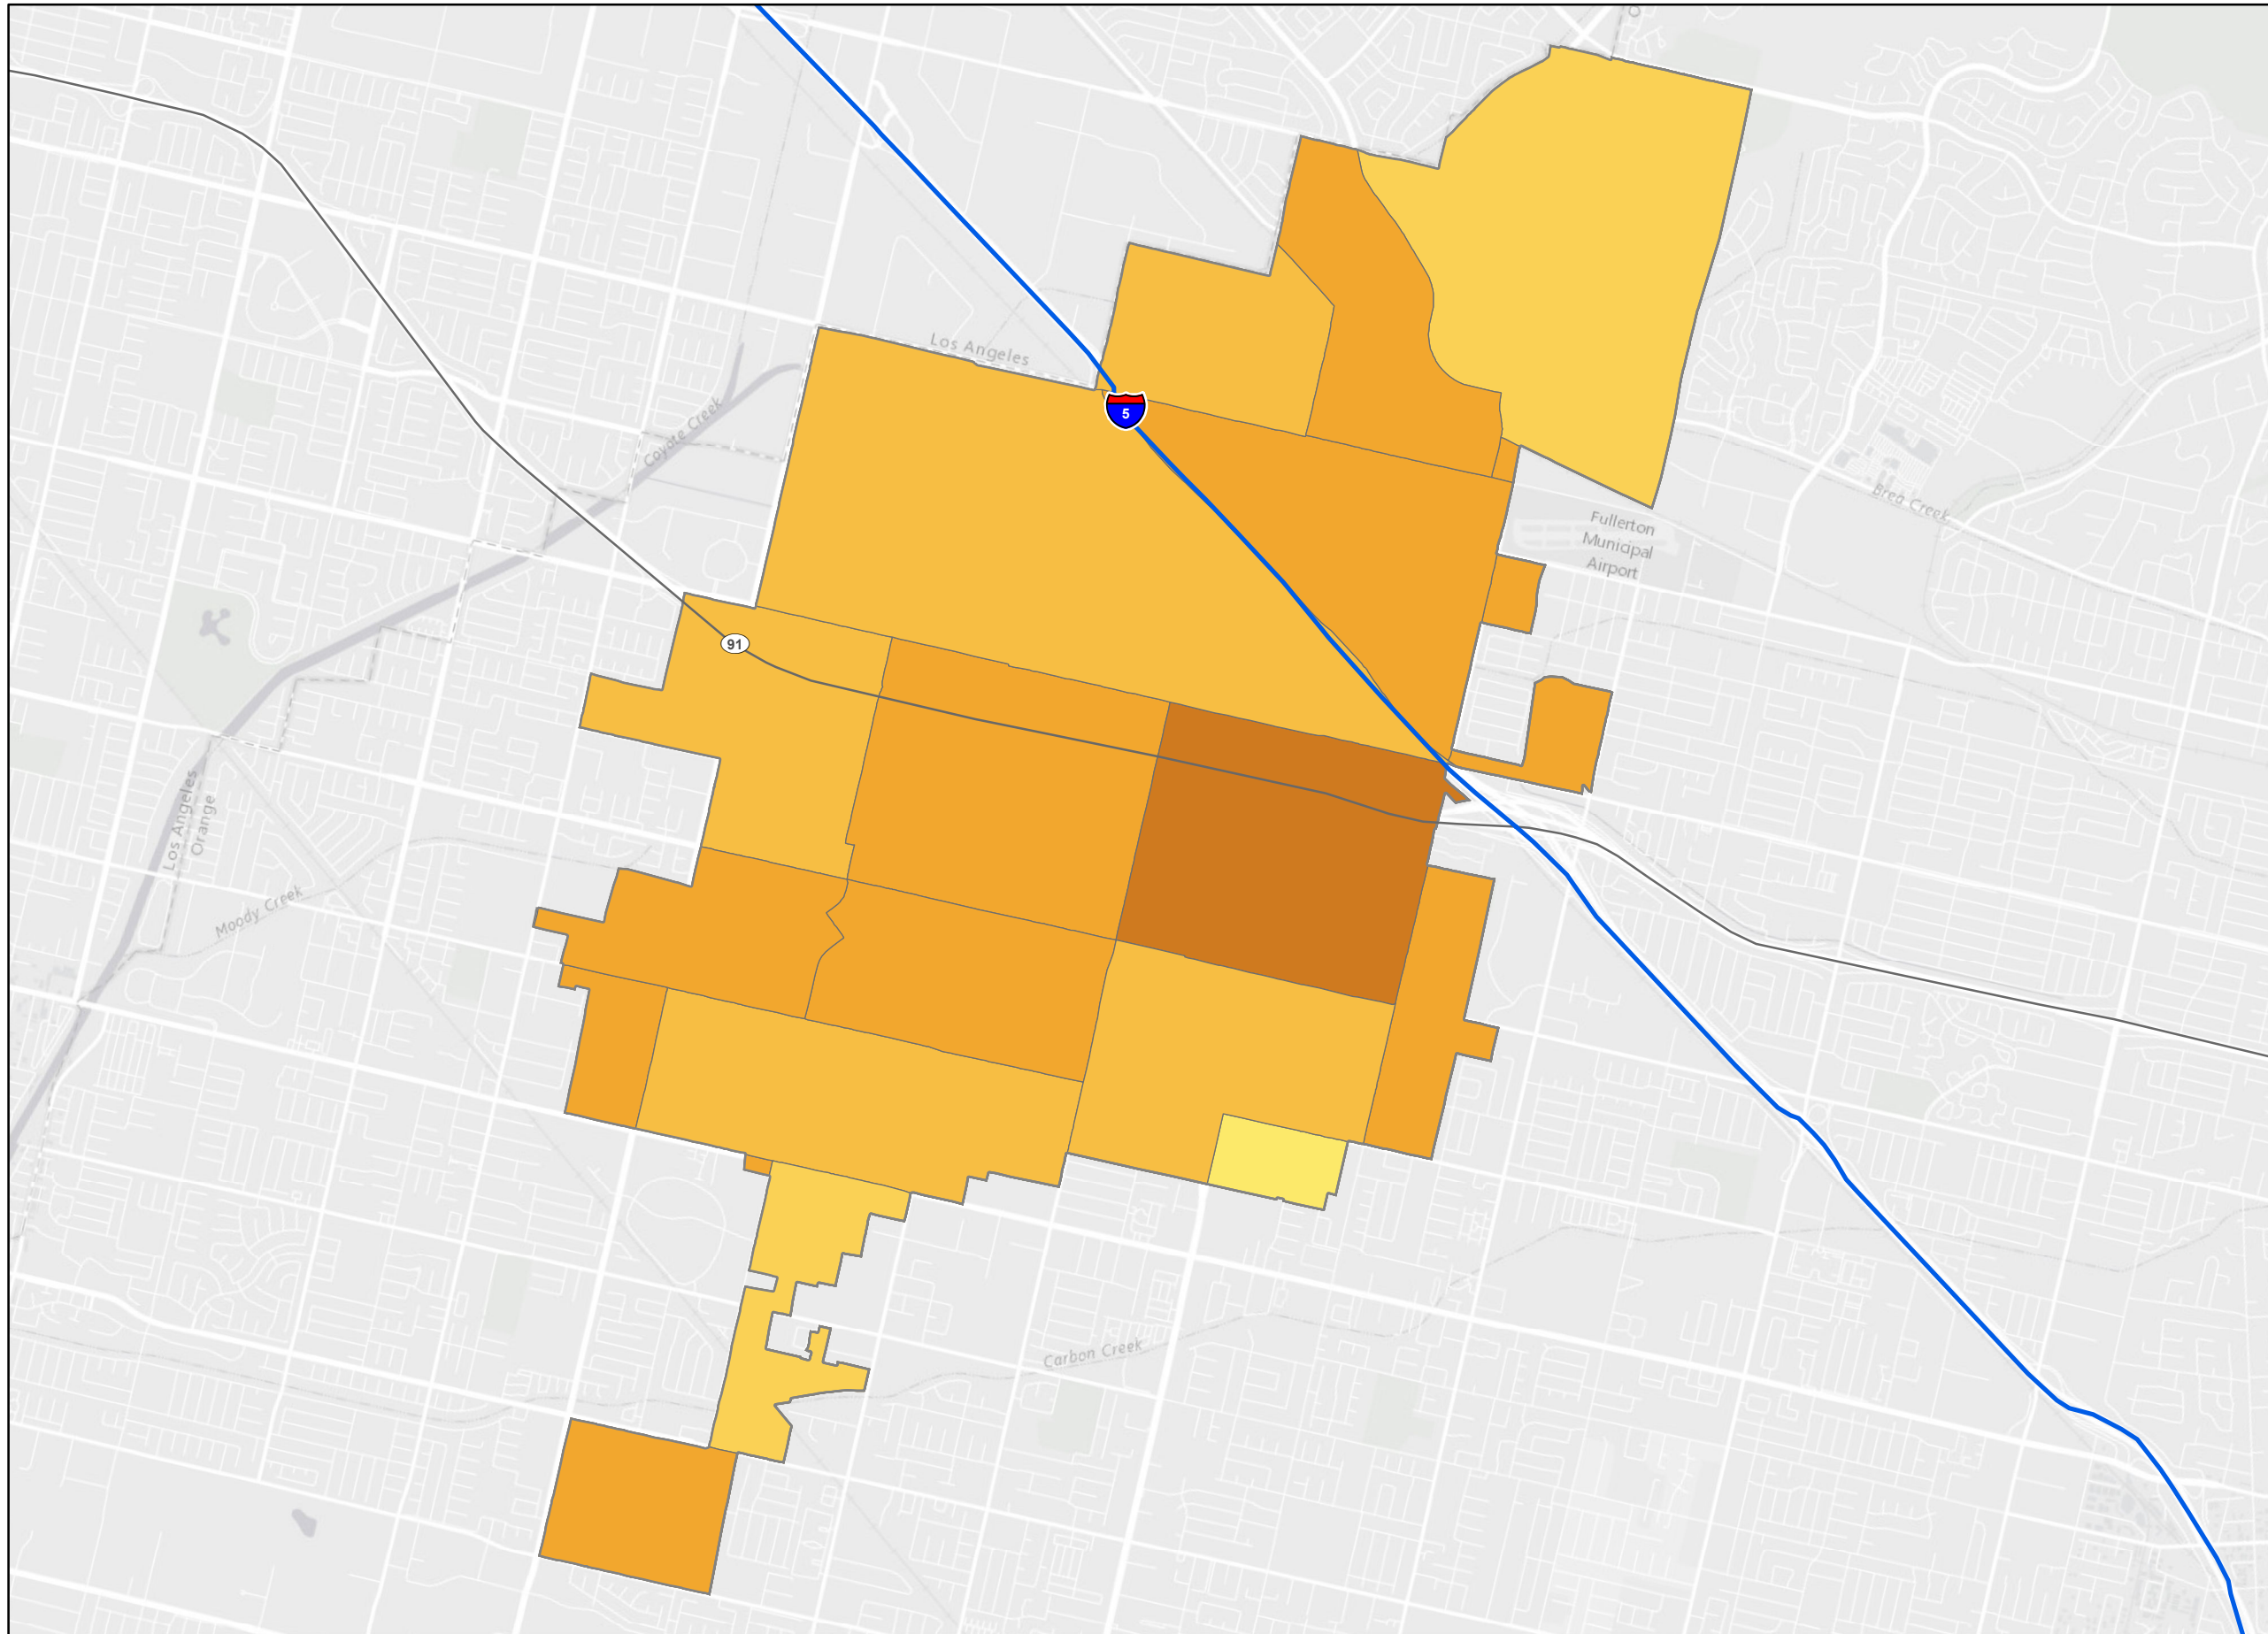 Los Angeles
5
Coyote Creek
Brea Creek
Fullerton
Municipal
Airport
91
Los Angeles
Orange
Moody Creek
Carbon Creek